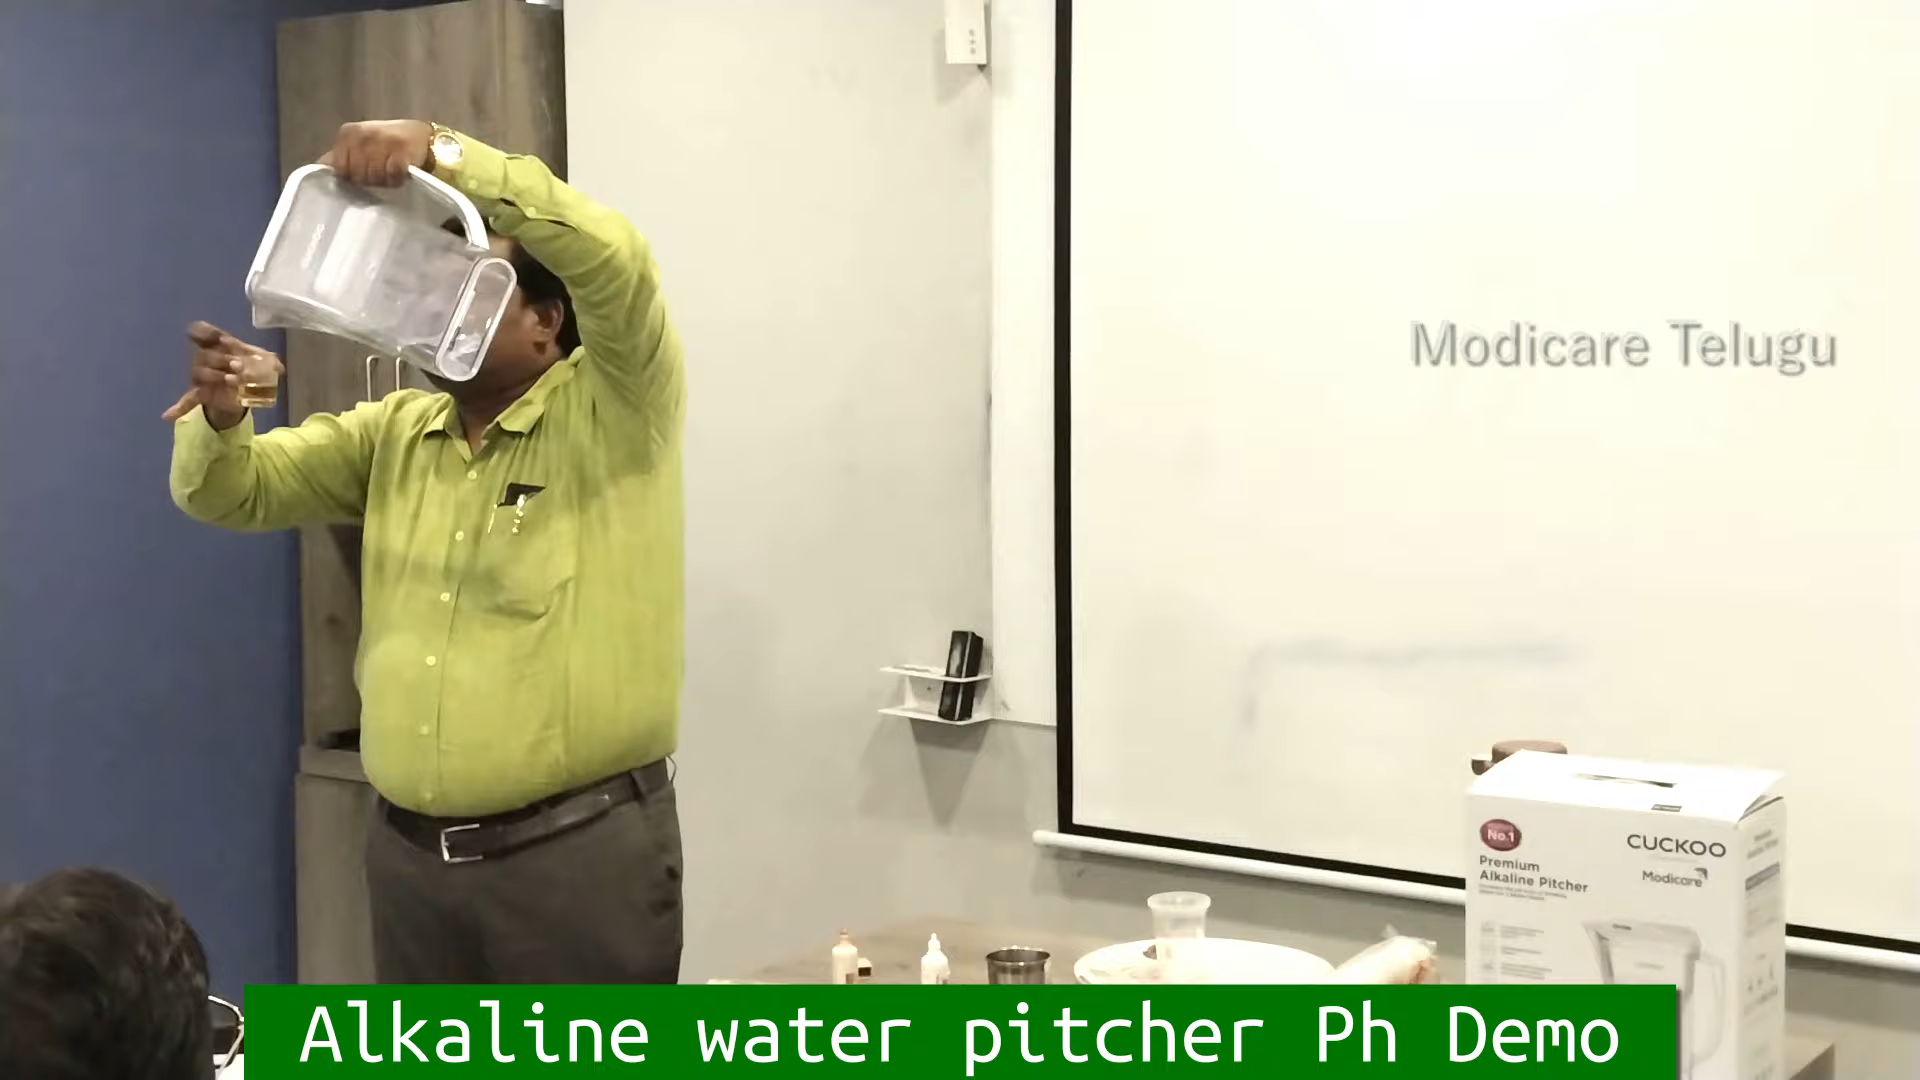 Modicare Telugu
No.1
Premium
Alkaline Pitcher
CUCKOO
Modicare
Alkaline water pitcher Ph Demo